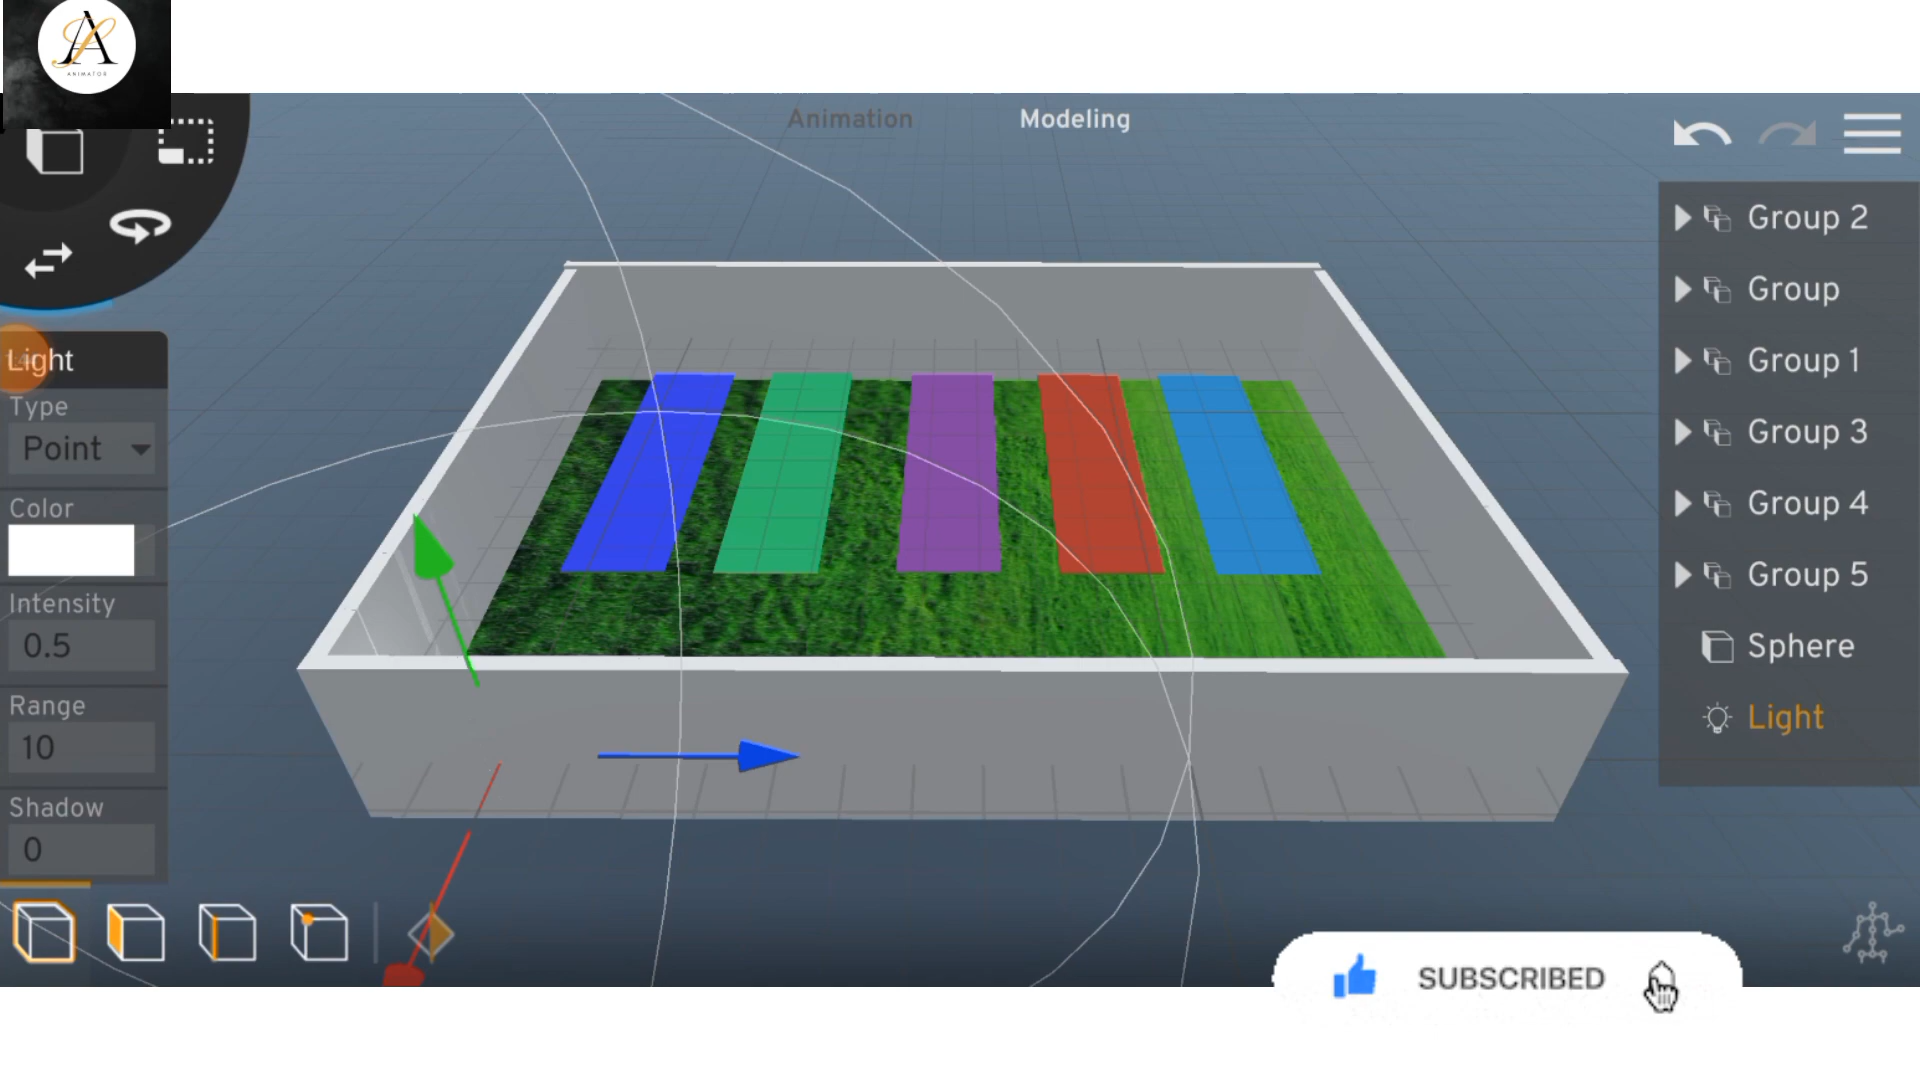 A
ANIMATOR
Animation
Modeling
Light
Type
Point
Color
Intensity
0.5
Range
10
Shadow
0
Group 2
Group
Group 1
Group 3
Group 4
Group 5
Sphere
Light
SUBSCRIBED